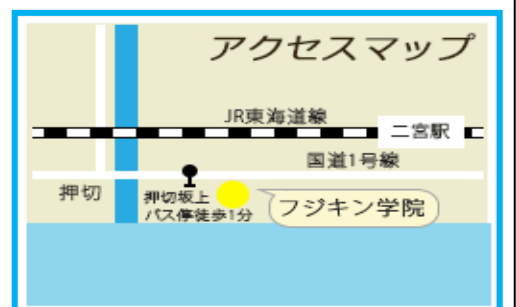 アクセスマップ
JR東海道線
二宮駅
国道1号線
押切
押切坂上
バス停徒歩1分
フジキン学院